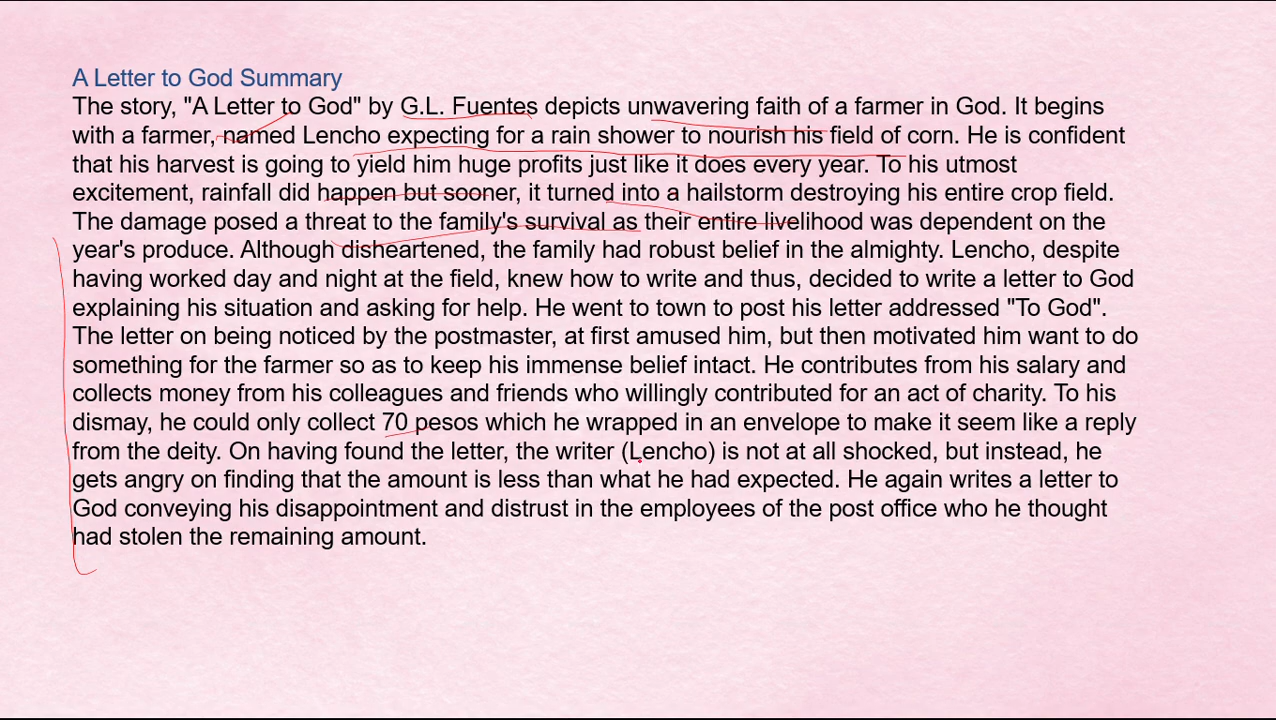 A Letter to God Summary
The story, "A Letter to God" by G.L. Fuentes depicts unwavering faith of a farmer in God. It begins
with a farmer, named Lencho expecting for a rain shower to nourish his field of corn. He is confident
that his harvest is going to yield him huge profits just like it does every year. To his utmost
excitement, rainfall did happen but sooner, it turned into a hailstorm destroying his entire crop field.
The damage posed a threat to the family's survival as their entire livelihood was dependent on the
year's produce. Although disheartened, the family had robust belief in the almighty. Lencho, despite
having worked day and night at the field, knew how to write and thus, decided to write a letter to God
explaining his situation and asking for help. He went to town to post his letter addressed "To God".
The letter on being noticed by the postmaster, at first amused him, but then motivated him want to do
something for the farmer so as to keep his immense belief intact. He contributes from his salary and
collects money from his colleagues and friends who willingly contributed for an act of charity. To his
dismay, he could only collect 70 pesos which he wrapped in an envelope to make it seem like a reply
from the deity. On having found the letter, the writer (Lencho) is not at all shocked, but instead, he
gets angry on finding that the amount is less than what he had expected. He again writes a letter to
God conveying his disappointment and distrust in the employees of the post office who he thought
had stolen the remaining amount.